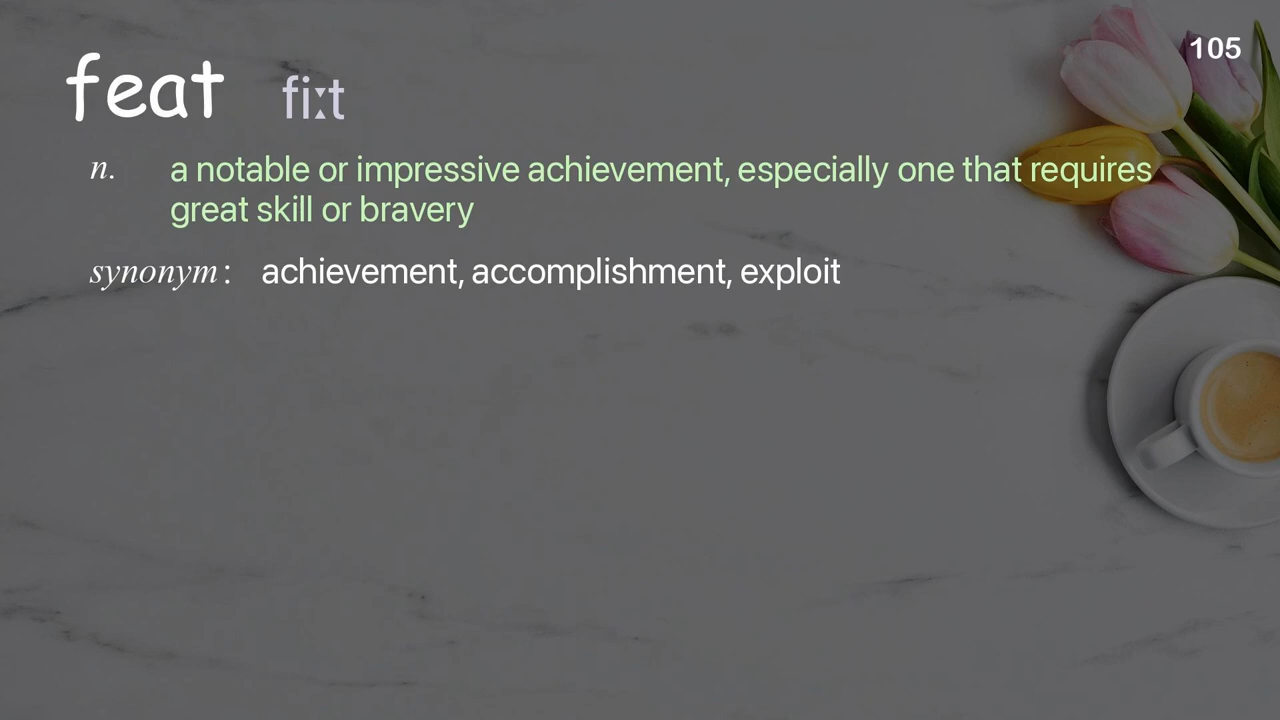 105
feat fiːt
n. a notable or impressive achievement, especially one that requires
great skill or bravery
synonym : achievement, accomplishment, exploit